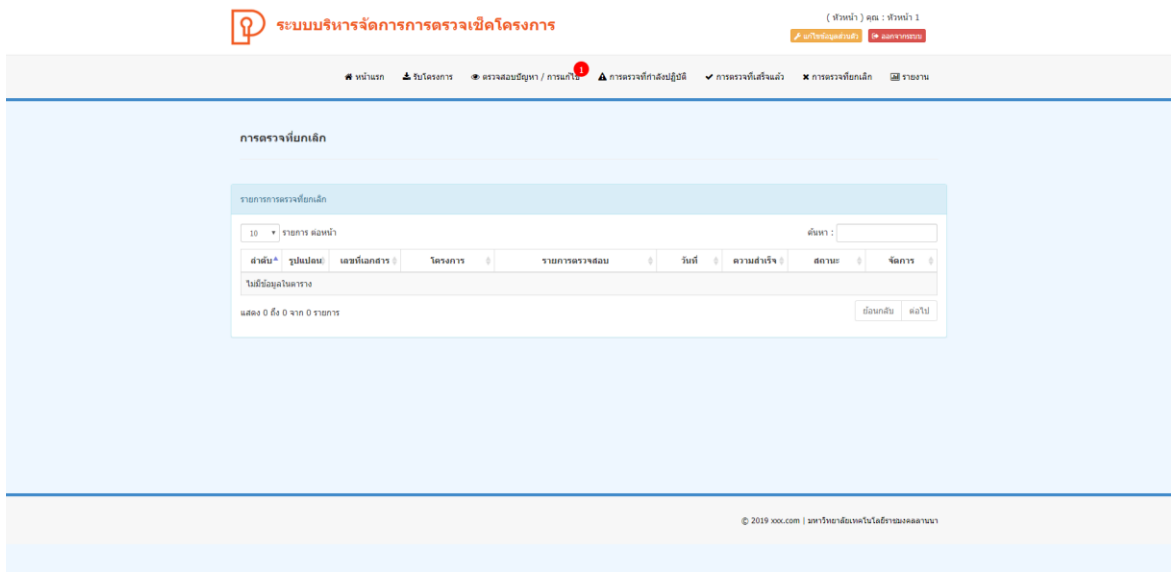 ระบบบริหารจัดการการตรวจเช็คโครงการ
( หัวหน้า ) คุณ : หัวหน้า 1
แก้ไขข้อมูลส่วนตัว ออกจากระบบ
หน้าแรก รับโครงการ ตรวจสอบปัญหา / การแก้ไข 1 การตรวจที่กำลังปฏิบัติ การตรวจที่เสร็จแล้ว การตรวจที่ยกเลิก รายงาน
การตรวจที่ยกเลิก
รายการการตรวจที่ยกเลิก
10 รายการ ต่อหน้า ค้นหา :
ลำดับ รูปแปลน เลขที่เอกสาร โครงการ รายการตรวจสอบ วันที่ ความสำเร็จ สถานะ จัดการ
ไม่มีข้อมูลในตาราง
แสดง 0 ถึง 0 จาก 0 รายการ ย้อนกลับ ต่อไป
© 2019 xxx.com | มหาวิทยาลัยเทคโนโลยีราชมงคลลานนา